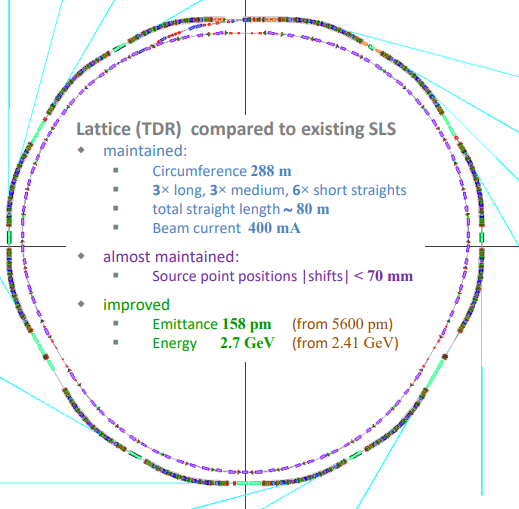 Lattice (TDR) compared to existing SLS
maintained:
Circumference 288 m
3× long, 3× medium, 6× short straights
total straight length ~ 80 m
Beam current 400 mA
almost maintained:
Source point positions |shifts| < 70 mm
improved
Emittance 158 pm (from 5600 pm)
Energy 2.7 GeV (from 2.41 GeV)